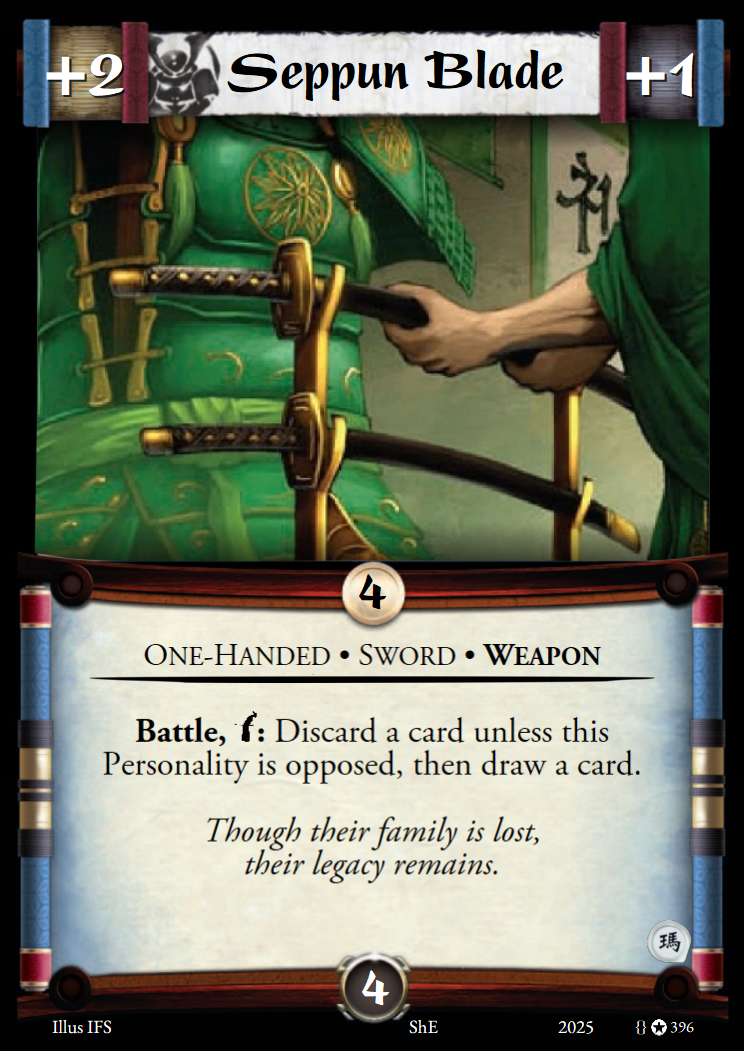 +2 Seppun Blade +1
4
One-Handed • Sword • Weapon
Battle, : Discard a card unless this
Personality is opposed, then draw a card.
Though their family is lost,
their legacy remains.
瑪
4
Illus IFS ShE 2025 {} 396